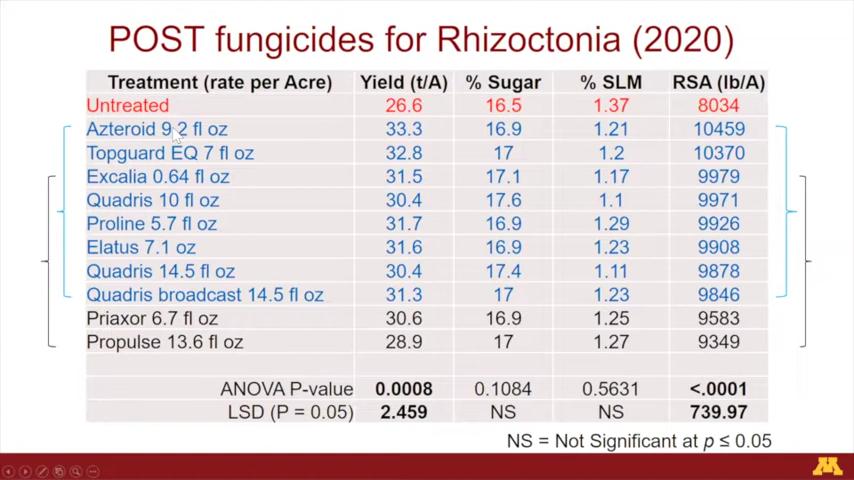 POST fungicides for Rhizoctonia (2020)
Treatment (rate per Acre) Yield (t/A) % Sugar % SLM RSA (lb/A)
Untreated 26.6 16.5 1.37 8034
Azteroid 9.2 fl oz 33.3 16.9 1.21 10459
Topguard EQ 7 fl oz 32.8 17 1.2 10370
Excalia 0.64 fl oz 31.5 17.1 1.17 9979
Quadris 10 fl oz 30.4 17.6 1.1 9971
Proline 5.7 fl oz 31.7 16.9 1.29 9926
Elatus 7.1 oz 31.6 16.9 1.23 9908
Quadris 14.5 fl oz 30.4 17.4 1.11 9878
Quadris broadcast 14.5 fl oz 31.3 17 1.23 9846
Priaxor 6.7 fl oz 30.6 16.9 1.25 9583
Propulse 13.6 fl oz 28.9 17 1.27 9349
ANOVA P-value 0.0008 0.1084 0.5631 <.0001
LSD (P = 0.05) 2.459 NS NS 739.97
NS = Not Significant at p ≤ 0.05
M